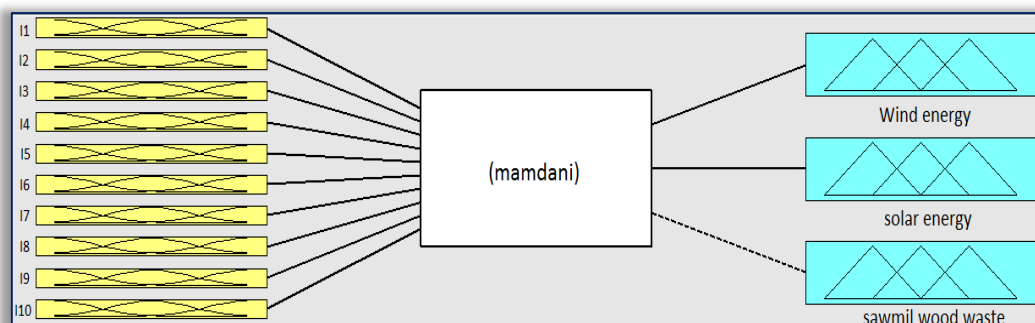 I1
I2
I3
I4
I5
I6
I7
I8
I9
I10
(mamdani)
Wind energy
solar energy
sawmil wood waste